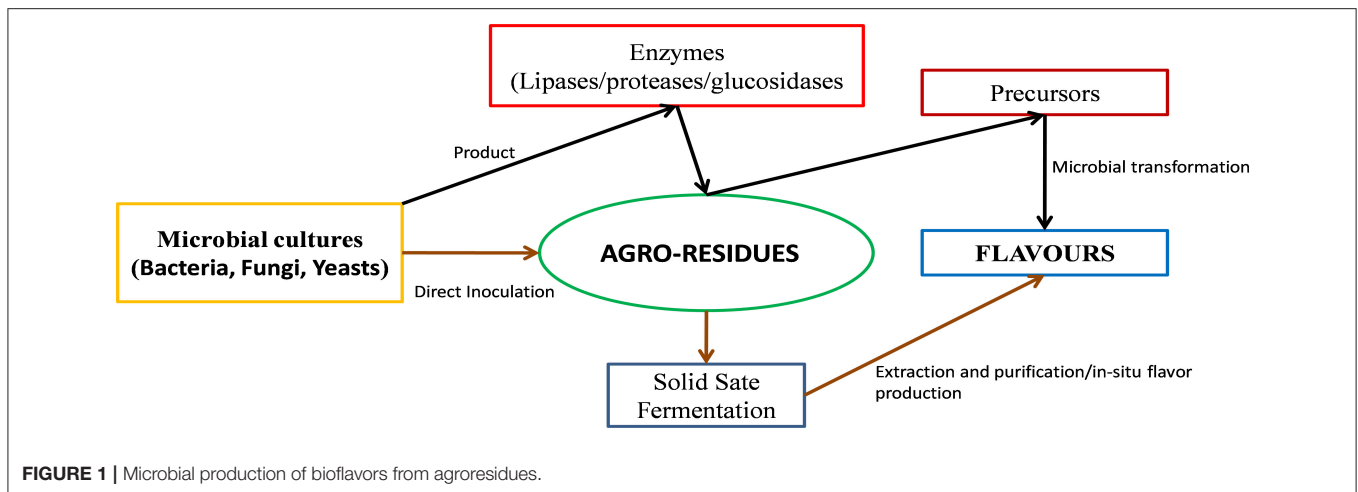 Enzymes
(Lipases/proteases/glucosidases
Precursors
Product
Microbial transformation
Microbial cultures
(Bacteria, Fungi, Yeasts)
AGRO-RESIDUES
FLAVOURS
Direct Inoculation
Solid Sate
Fermentation
Extraction and purification/in-situ flavor
production
FIGURE 1 | Microbial production of bioflavors from agroresidues.